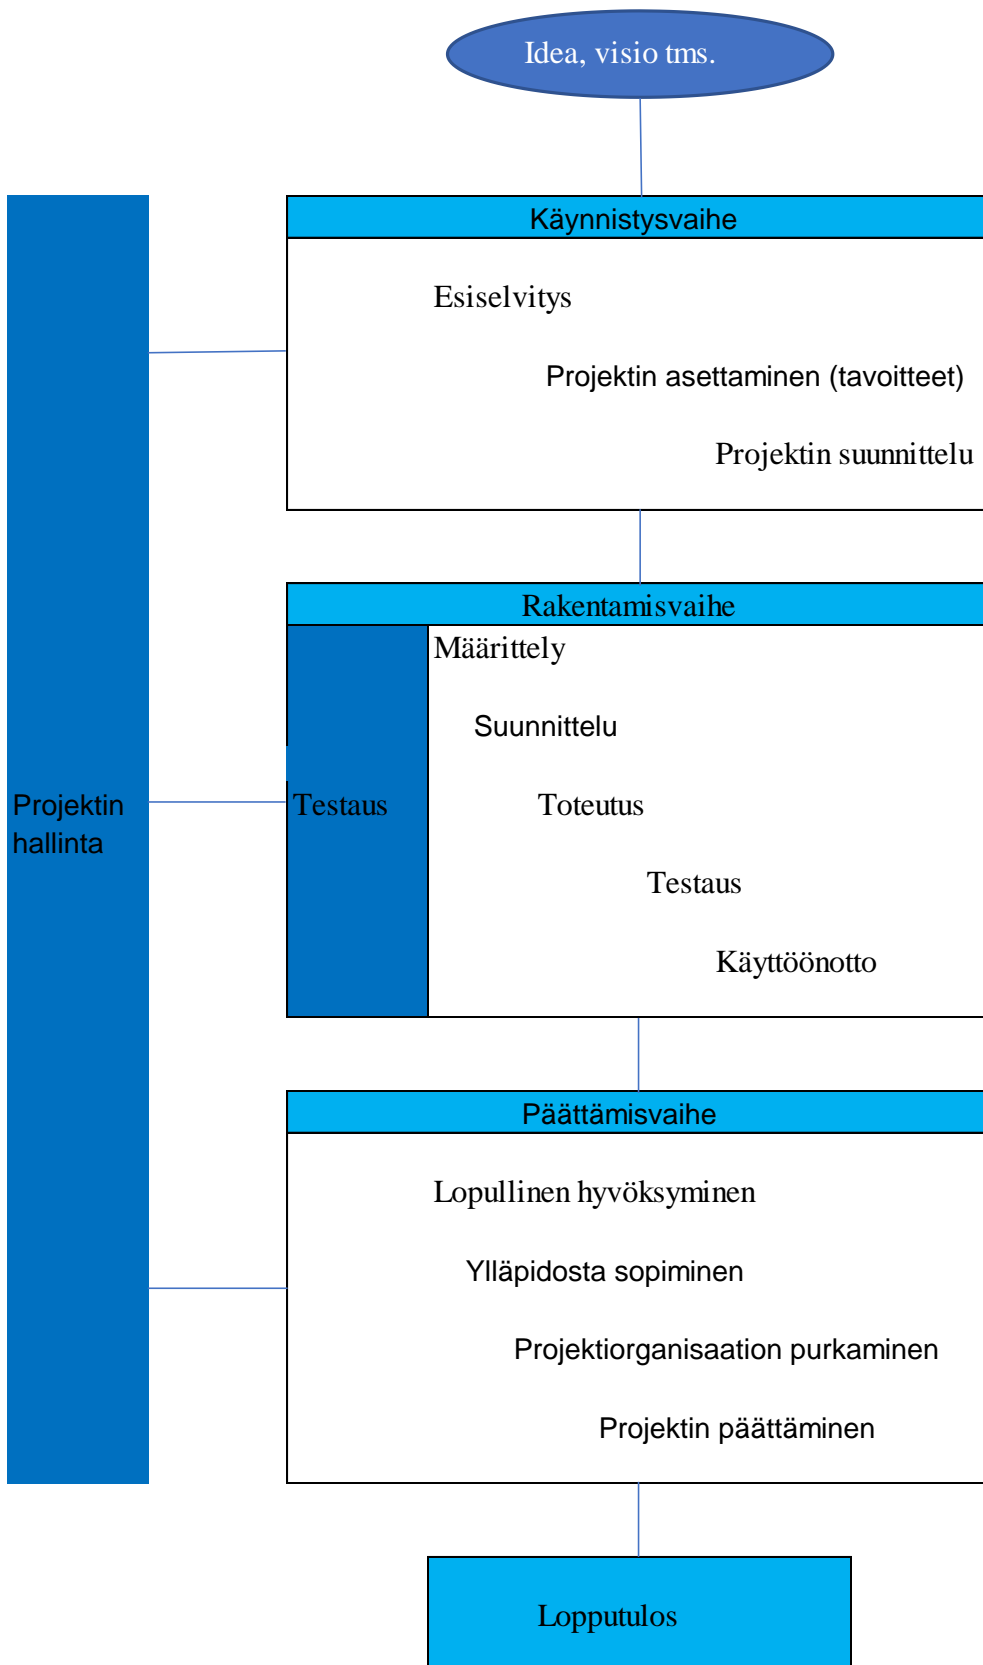 Idea, visio tms.
Käynnistysvaihe
Esiselvitys
Projektin asettaminen (tavoitteet)
Projektin suunnittelu
Rakentamisvaihe
Määrittely
Suunnittelu
Projektin
hallinta
Testaus
Toteutus
Testaus
Käyttöönotto
Päättämisvaihe
Lopullinen hyvöksyminen
Ylläpidosta sopiminen
Projektiorganisaation purkaminen
Projektin päättäminen
Lopputulos